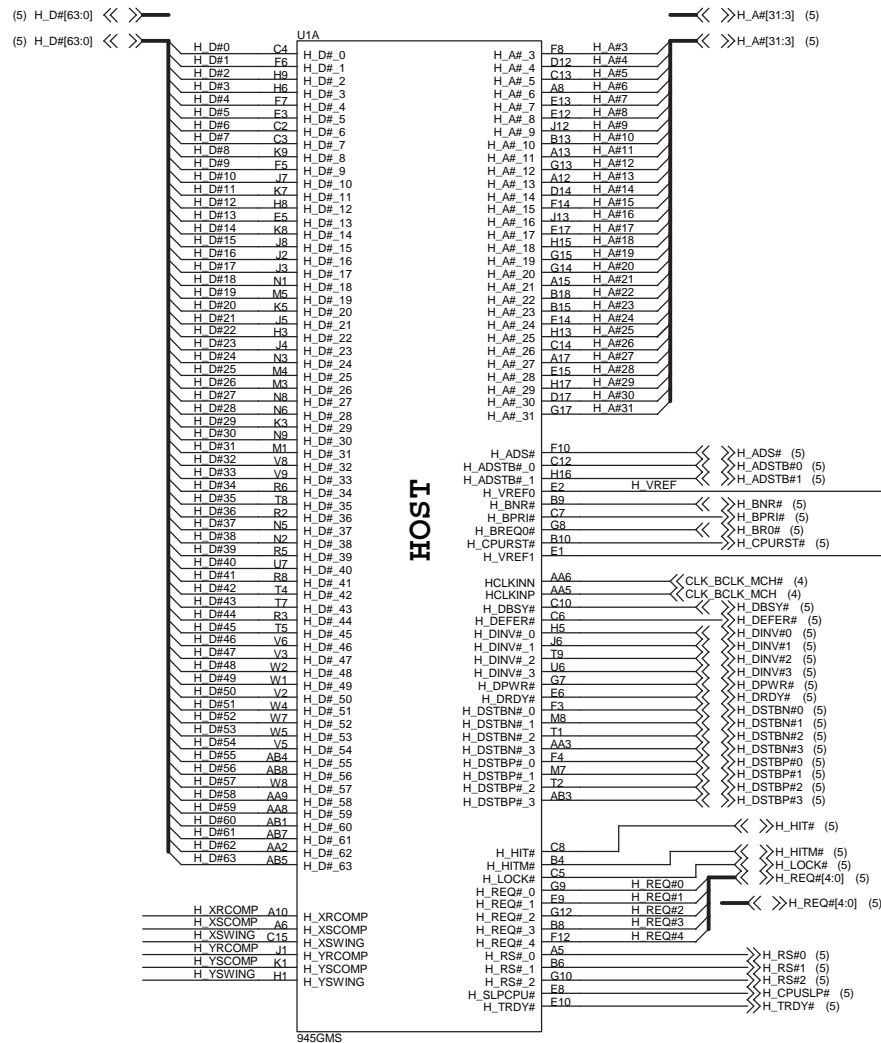 (5) H_D#[63:0]
(5) H_D#[63:0]
U1A
H_D#0 C4 H_D#_0
H_D#1 F6 H_D#_1
H_D#2 H9 H_D#_2
H_D#3 H6 H_D#_3
H_D#4 F7 H_D#_4
H_D#5 E3 H_D#_5
H_D#6 C2 H_D#_6
H_D#7 C3 H_D#_7
H_D#8 K9 H_D#_8
H_D#9 F5 H_D#_9
H_D#10 J7 H_D#_10
H_D#11 K7 H_D#_11
H_D#12 H8 H_D#_12
H_D#13 E5 H_D#_13
H_D#14 K8 H_D#_14
H_D#15 J8 H_D#_15
H_D#16 J2 H_D#_16
H_D#17 J3 H_D#_17
H_D#18 N1 H_D#_18
H_D#19 M5 H_D#_19
H_D#20 K5 H_D#_20
H_D#21 J5 H_D#_21
H_D#22 H3 H_D#_22
H_D#23 J4 H_D#_23
H_D#24 N3 H_D#_24
H_D#25 M4 H_D#_25
H_D#26 M3 H_D#_26
H_D#27 N8 H_D#_27
H_D#28 N6 H_D#_28
H_D#29 K3 H_D#_29
H_D#30 N9 H_D#_30
H_D#31 M1 H_D#_31
H_D#32 V8 H_D#_32
H_D#33 V9 H_D#_33
H_D#34 R6 H_D#_34
H_D#35 T8 H_D#_35
H_D#36 R2 H_D#_36
H_D#37 N5 H_D#_37
H_D#38 N2 H_D#_38
H_D#39 R5 H_D#_39
H_D#40 U7 H_D#_40
H_D#41 R8 H_D#_41
H_D#42 T4 H_D#_42
H_D#43 T7 H_D#_43
H_D#44 R3 H_D#_44
H_D#45 T5 H_D#_45
H_D#46 V6 H_D#_46
H_D#47 V3 H_D#_47
H_D#48 W2 H_D#_48
H_D#49 W1 H_D#_49
H_D#50 V2 H_D#_50
H_D#51 W4 H_D#_51
H_D#52 W7 H_D#_52
H_D#53 W5 H_D#_53
H_D#54 V5 H_D#_54
H_D#55 AB4 H_D#_55
H_D#56 AB8 H_D#_56
H_D#57 W8 H_D#_57
H_D#58 AA9 H_D#_58
H_D#59 AA8 H_D#_59
H_D#60 AB1 H_D#_60
H_D#61 AB7 H_D#_61
H_D#62 AA2 H_D#_62
H_D#63 AB5 H_D#_63
H_XRCOMP A10 H_XRCOMP
H_XSCOMP A6 H_XSCOMP
H_XSWING C15 H_XSWING
H_YRCOMP J1 H_YRCOMP
H_YSCOMP K1 H_YSCOMP
H_YSWING H1 H_YSWING
HOST
H_A#[31:3] (5)
H_A#[31:3] (5)
H_A#_3 F8 H_A#3
H_A#_4 D12 H_A#4
H_A#_5 C13 H_A#5
H_A#_6 A8 H_A#6
H_A#_7 E13 H_A#7
H_A#_8 E12 H_A#8
H_A#_9 J12 H_A#9
H_A#_10 B13 H_A#10
H_A#_11 A13 H_A#11
H_A#_12 G13 H_A#12
H_A#_13 A12 H_A#13
H_A#_14 D14 H_A#14
H_A#_15 F14 H_A#15
H_A#_16 J13 H_A#16
H_A#_17 E17 H_A#17
H_A#_18 H15 H_A#18
H_A#_19 G15 H_A#19
H_A#_20 G14 H_A#20
H_A#_21 A15 H_A#21
H_A#_22 B18 H_A#22
H_A#_23 B15 H_A#23
H_A#_24 E14 H_A#24
H_A#_25 H13 H_A#25
H_A#_26 C14 H_A#26
H_A#_27 A17 H_A#27
H_A#_28 E15 H_A#28
H_A#_29 H17 H_A#29
H_A#_30 D17 H_A#30
H_A#_31 G17 H_A#31
H_ADS# F10 H_ADS# (5)
H_ADSTB#_0 C12 H_ADSTB#0 (5)
H_ADSTB#_1 H16 H_ADSTB#1 (5)
H_VREF0 E2 H_VREF
H_BNR# B9 H_BNR# (5)
H_BPRI# C7 H_BPRI# (5)
H_BREQ0# G8 H_BR0# (5)
H_CPURST# B10 H_CPURST# (5)
H_VREF1 E1
HCLKINN AA6 CLK_BCLK_MCH# (4)
HCLKINP AA5 CLK_BCLK_MCH (4)
H_DBSY# C10 H_DBSY# (5)
H_DEFER# C6 H_DEFER# (5)
H_DINV#_0 H5 H_DINV#0 (5)
H_DINV#_1 J6 H_DINV#1 (5)
H_DINV#_2 T9 H_DINV#2 (5)
H_DINV#_3 U6 H_DINV#3 (5)
H_DPWR# G7 H_DPWR# (5)
H_DRDY# E6 H_DRDY# (5)
H_DSTBN#_0 F3 H_DSTBN#0 (5)
H_DSTBN#_1 M8 H_DSTBN#1 (5)
H_DSTBN#_2 T1 H_DSTBN#2 (5)
H_DSTBN#_3 AA3 H_DSTBN#3 (5)
H_DSTBP#_0 F4 H_DSTBP#0 (5)
H_DSTBP#_1 M7 H_DSTBP#1 (5)
H_DSTBP#_2 T2 H_DSTBP#2 (5)
H_DSTBP#_3 AB3 H_DSTBP#3 (5)
H_HIT# C8 H_HIT# (5)
H_HITM# B4 H_HITM# (5)
H_LOCK# C5 H_LOCK# (5)
H_REQ#[4:0] (5)
H_REQ#_0 G9 H_REQ#0
H_REQ#_1 E9 H_REQ#1
H_REQ#_2 G12 H_REQ#2
H_REQ#[4:0] (5)
H_REQ#_3 B8 H_REQ#3
H_REQ#_4 F12 H_REQ#4
H_RS#_0 A5 H_RS#0 (5)
H_RS#_1 B6 H_RS#1 (5)
H_RS#_2 G10 H_RS#2 (5)
H_SLPCPU# E8 H_CPUSLP# (5)
H_TRDY# E10 H_TRDY# (5)
945GMS